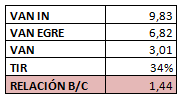 VAN IN 9,83
VAN EGRE 6,82
VAN 3,01
TIR 34%
RELACIÓN B/C 1,44